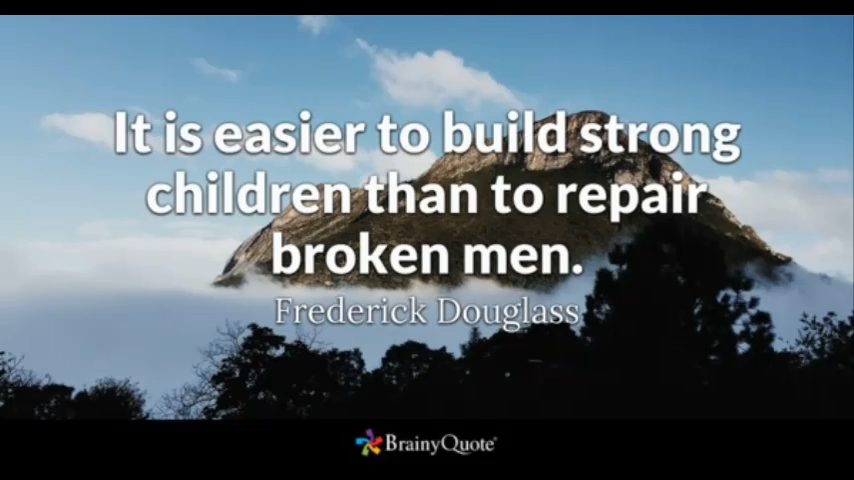 It is easier to build strong
children than to repair
broken men.
Frederick Douglass
BrainyQuote®